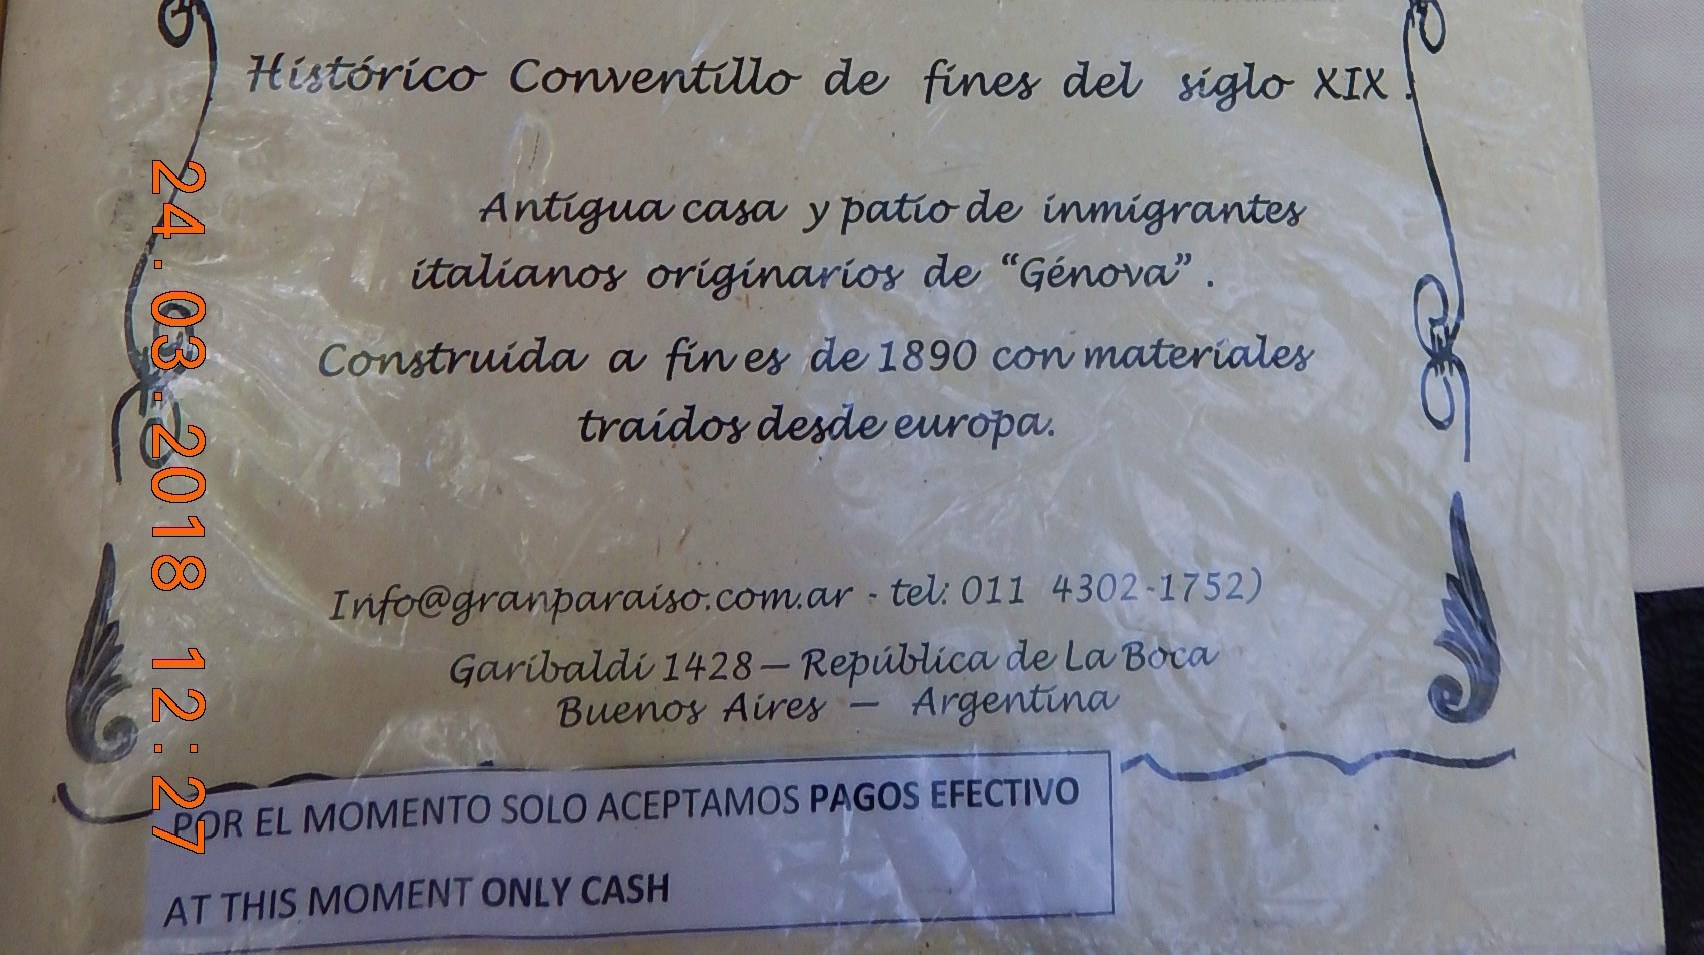 Histórico Conventillo de fines del siglo XIX.
Antigua casa y patio de inmigrantes
italianos originarios de “Génova” .
Construida a fines de 1890 con materiales
traídos desde europa.
Info@granparaiso.com.ar - tel: 011 4302-1752)
Garibaldi 1428 – República de La Boca
Buenos Aires – Argentina
POR EL MOMENTO SOLO ACEPTAMOS PAGOS EFECTIVO
AT THIS MOMENT ONLY CASH
24.03.2018 12:27